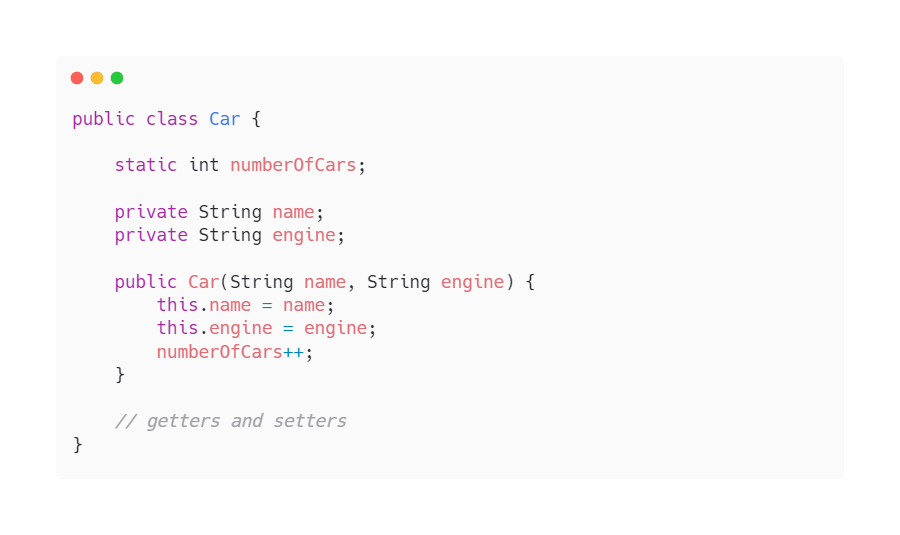 public class Car {
    static int numberOfCars;
    private String name;
    private String engine;
    public Car(String name, String engine) {
        this.name = name;
        this.engine = engine;
        numberOfCars++;
    }
    // getters and setters
}